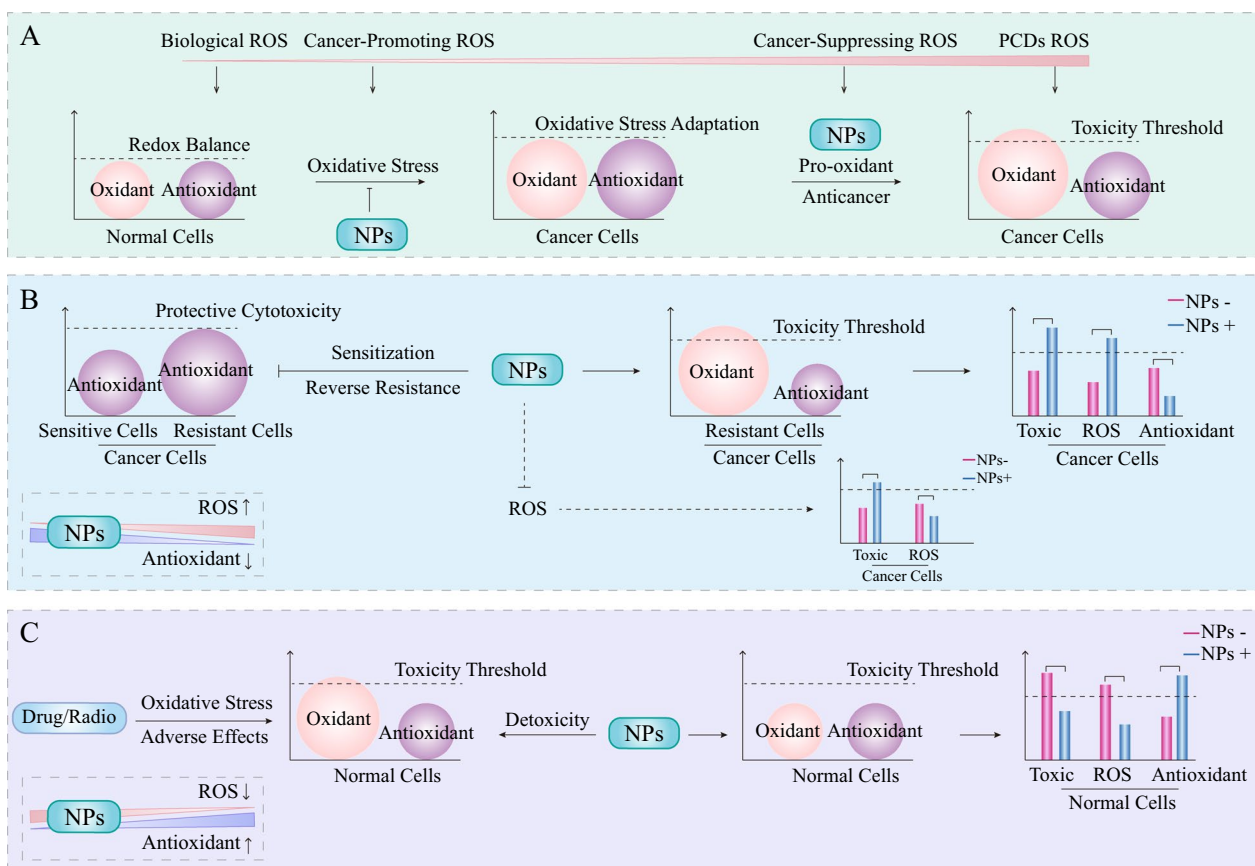 A
Biological ROS
Cancer-Promoting ROS
Cancer-Suppressing ROS
PCDs ROS
Redox Balance
Oxidant
Antioxidant
Normal Cells
Oxidative Stress
NPs
Oxidative Stress Adaptation
Oxidant
Antioxidant
Cancer Cells
NPs
Pro-oxidant
Anticancer
Toxicity Threshold
Oxidant
Antioxidant
Cancer Cells
B
Protective Cytotoxicity
Antioxidant
Antioxidant
Sensitive Cells
Resistant Cells
Cancer Cells
Sensitization
Reverse Resistance
NPs
Toxicity Threshold
Oxidant
Antioxidant
Resistant Cells
Cancer Cells
NPs -
NPs +
Toxic
ROS
Antioxidant
Cancer Cells
ROS
NPs-
NPs+
Toxic
ROS
Cancer Cells
ROS ↑
NPs
Antioxidant ↓
C
Drug/Radio
Oxidative Stress
Adverse Effects
Toxicity Threshold
Oxidant
Antioxidant
Normal Cells
Detoxicity
NPs
Toxicity Threshold
Oxidant
Antioxidant
Normal Cells
NPs -
NPs +
Toxic
ROS
Antioxidant
Normal Cells
ROS ↓
NPs
Antioxidant ↑